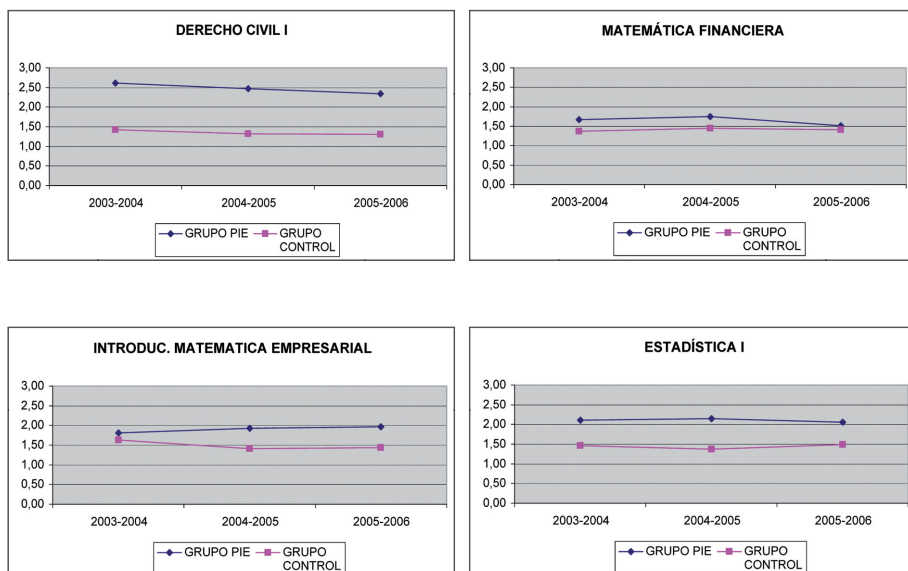 DERECHO CIVIL I
3,00
2,50
2,00
1,50
1,00
0,50
0,00
2003-2004
2004-2005
2005-2006
GRUPO PIE
GRUPO
CONTROL
MATEMÁTICA FINANCIERA
3,00
2,50
2,00
1,50
1,00
0,50
0,00
2003-2004
2004-2005
2005-2006
GRUPO PIE
GRUPO
CONTROL
INTRODUC. MATEMATICA EMPRESARIAL
3,00
2,50
2,00
1,50
1,00
0,50
0,00
2003-2004
2004-2005
2005-2006
GRUPO PIE
GRUPO
CONTROL
ESTADÍSTICA I
3,00
2,50
2,00
1,50
1,00
0,50
0,00
2003-2004
2004-2005
2005-2006
GRUPO PIE
GRUPO
CONTROL